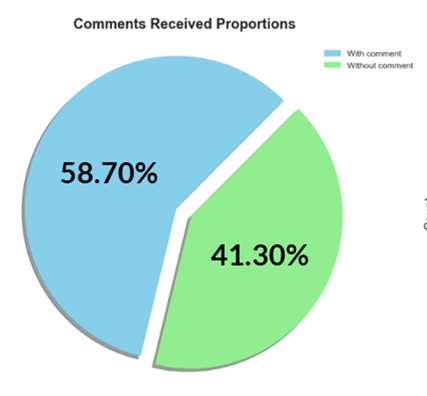 Comments Received Proportions
With comment
Without comment
58.70%
41.30%